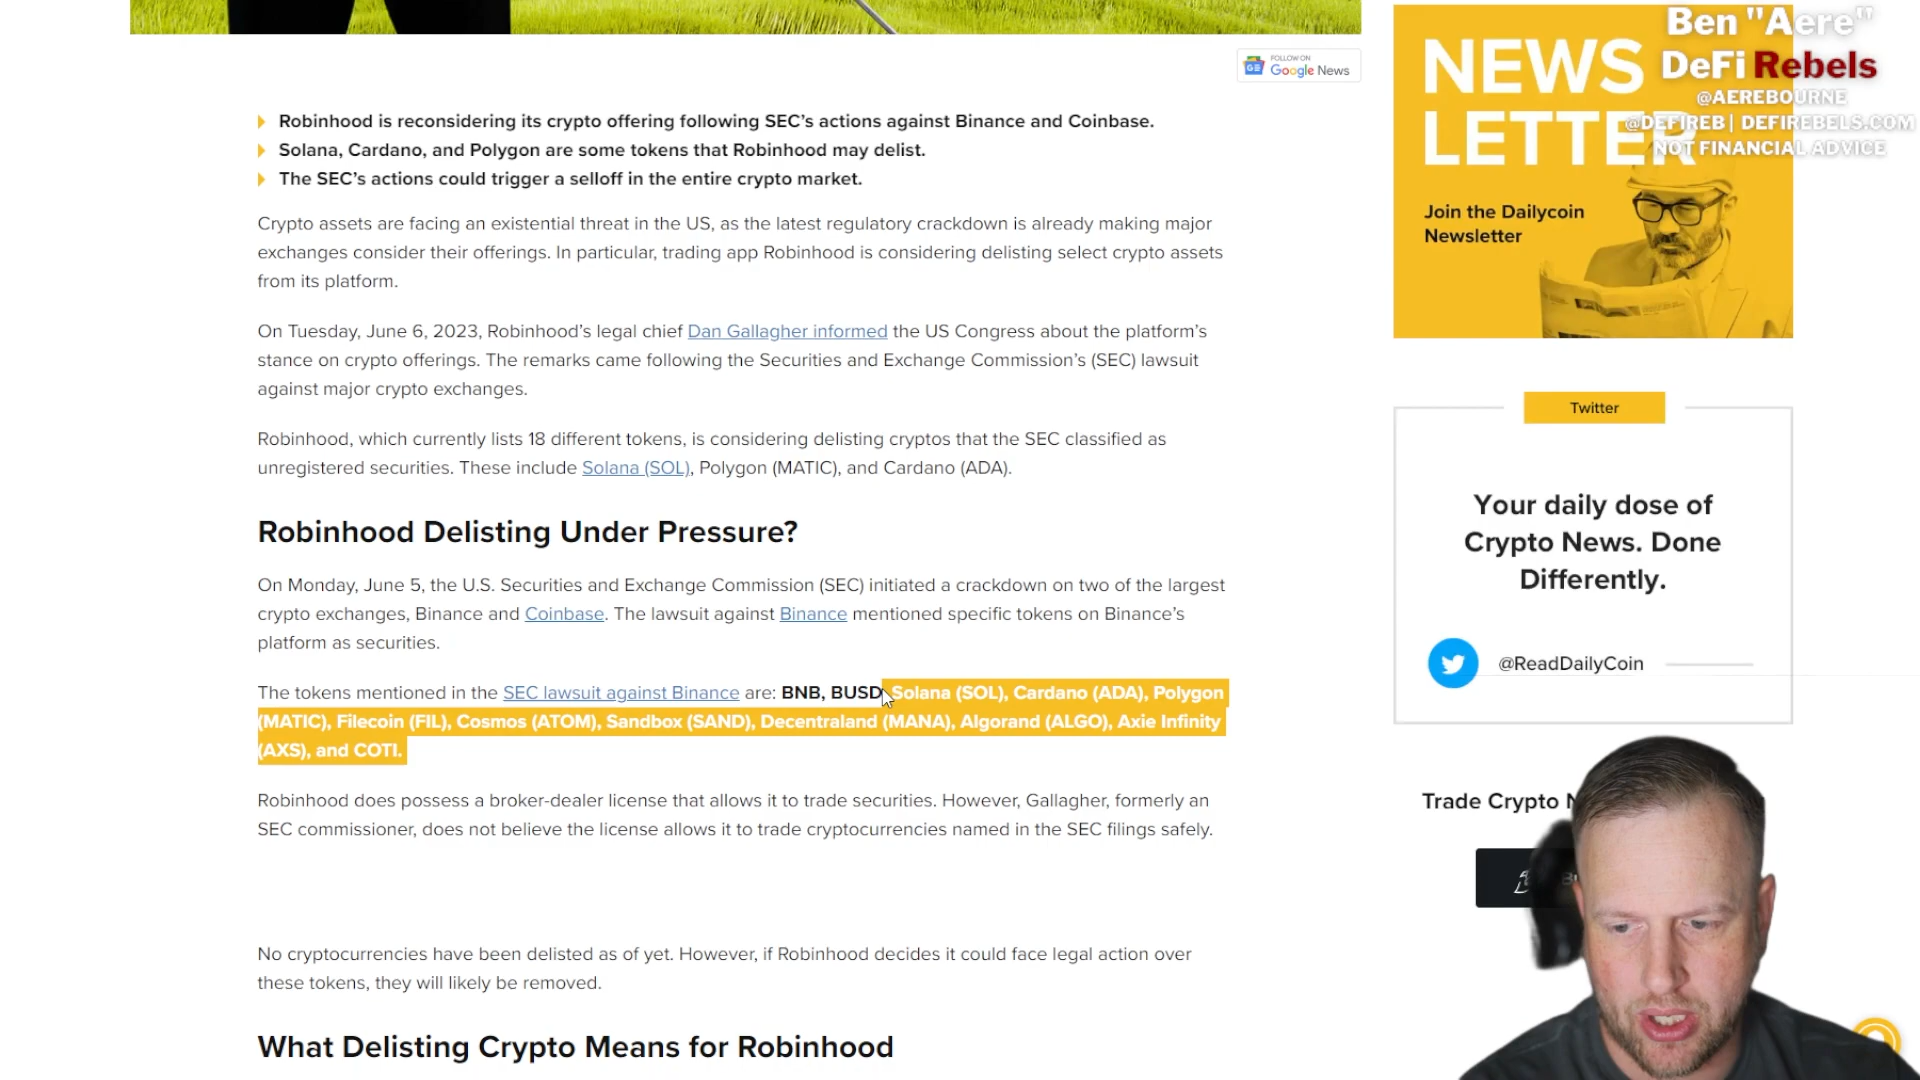 FOLLOW ON
Google News
Robinhood is reconsidering its crypto offering following SEC’s actions against Binance and Coinbase.
Solana, Cardano, and Polygon are some tokens that Robinhood may delist.
The SEC’s actions could trigger a selloff in the entire crypto market.
Crypto assets are facing an existential threat in the US, as the latest regulatory crackdown is already making major
exchanges consider their offerings. In particular, trading app Robinhood is considering delisting select crypto assets
from its platform.
On Tuesday, June 6, 2023, Robinhood’s legal chief Dan Gallagher informed the US Congress about the platform’s
stance on crypto offerings. The remarks came following the Securities and Exchange Commission’s (SEC) lawsuit
against major crypto exchanges.
Robinhood, which currently lists 18 different tokens, is considering delisting cryptos that the SEC classified as
unregistered securities. These include Solana (SOL), Polygon (MATIC), and Cardano (ADA).
Robinhood Delisting Under Pressure?
On Monday, June 5, the U.S. Securities and Exchange Commission (SEC) initiated a crackdown on two of the largest
crypto exchanges, Binance and Coinbase. The lawsuit against Binance mentioned specific tokens on Binance’s
platform as securities.
The tokens mentioned in the SEC lawsuit against Binance are: BNB, BUSD, Solana (SOL), Cardano (ADA), Polygon
(MATIC), Filecoin (FIL), Cosmos (ATOM), Sandbox (SAND), Decentraland (MANA), Algorand (ALGO), Axie Infinity
(AXS), and COTI.
Robinhood does possess a broker-dealer license that allows it to trade securities. However, Gallagher, formerly an
SEC commissioner, does not believe the license allows it to trade cryptocurrencies named in the SEC filings safely.
No cryptocurrencies have been delisted as of yet. However, if Robinhood decides it could face legal action over
these tokens, they will likely be removed.
What Delisting Crypto Means for Robinhood
Ben "Aere"
DeFi Rebels
@AEREBOURNE
@DEFIREB | DEFIREBELS.COM
NOT FINANCIAL ADVICE
NEWS
LETTER
Join the Dailycoin
Newsletter
Twitter
Your daily dose of
Crypto News. Done
Differently.
@ReadDailyCoin
Trade Crypto